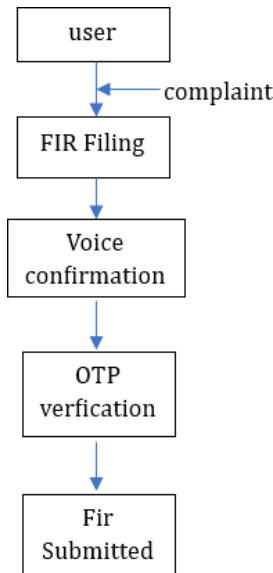 user
complaint
FIR Filing
Voice
confirmation
OTP
verfication
Fir
Submitted